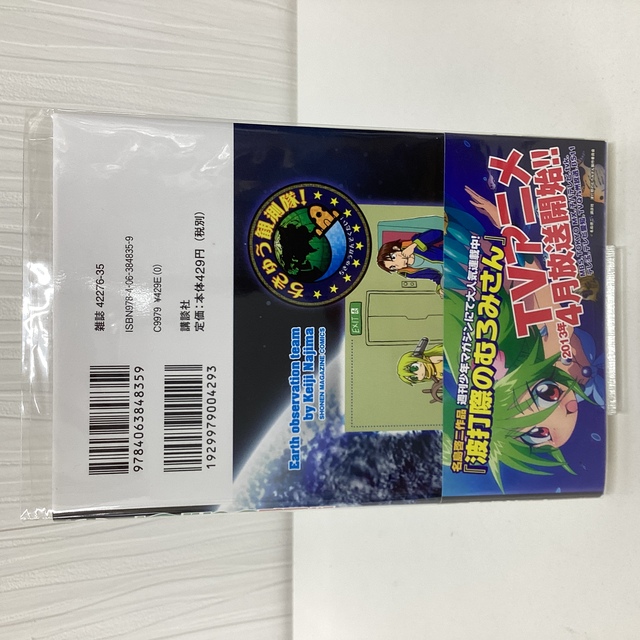 雑誌 42276-35
ISBN978-4-06-384835-9
C9979 ¥429E (0)
講談社
定価:本体429円(税別)
9784063848359
1929979004293
ちきゅう観測隊!
Earth observation team
by Keiji Najima
SHONEN MAGAZINE COMICS
EXIT
名島啓二作品 週刊少年マガジンにて大人気連載中!
『波打際のむろみさん』
TVアニメ
2013年4月放送開始!!